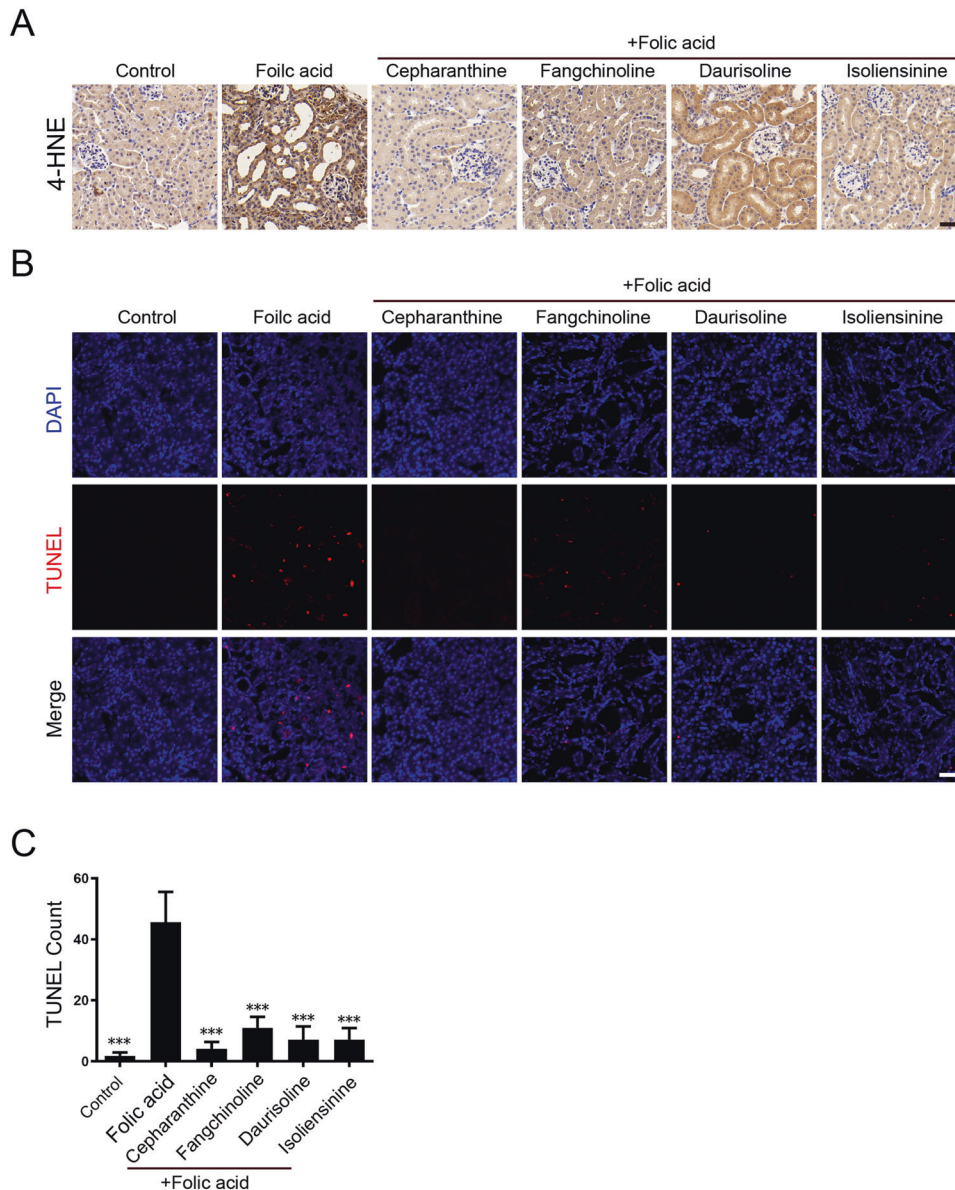 A
+Folic acid
Control Foilc acid Cepharanthine Fangchinoline Daurisoline Isoliensinine
4-HNE
B
+Folic acid
Control Foilc acid Cepharanthine Fangchinoline Daurisoline Isoliensinine
DAPI
TUNEL
Merge
C
TUNEL Count
60
40
20
0
*** *** *** *** ***
Control Folic acid Cepharanthine Fangchinoline Daurisoline Isoliensinine
+Folic acid